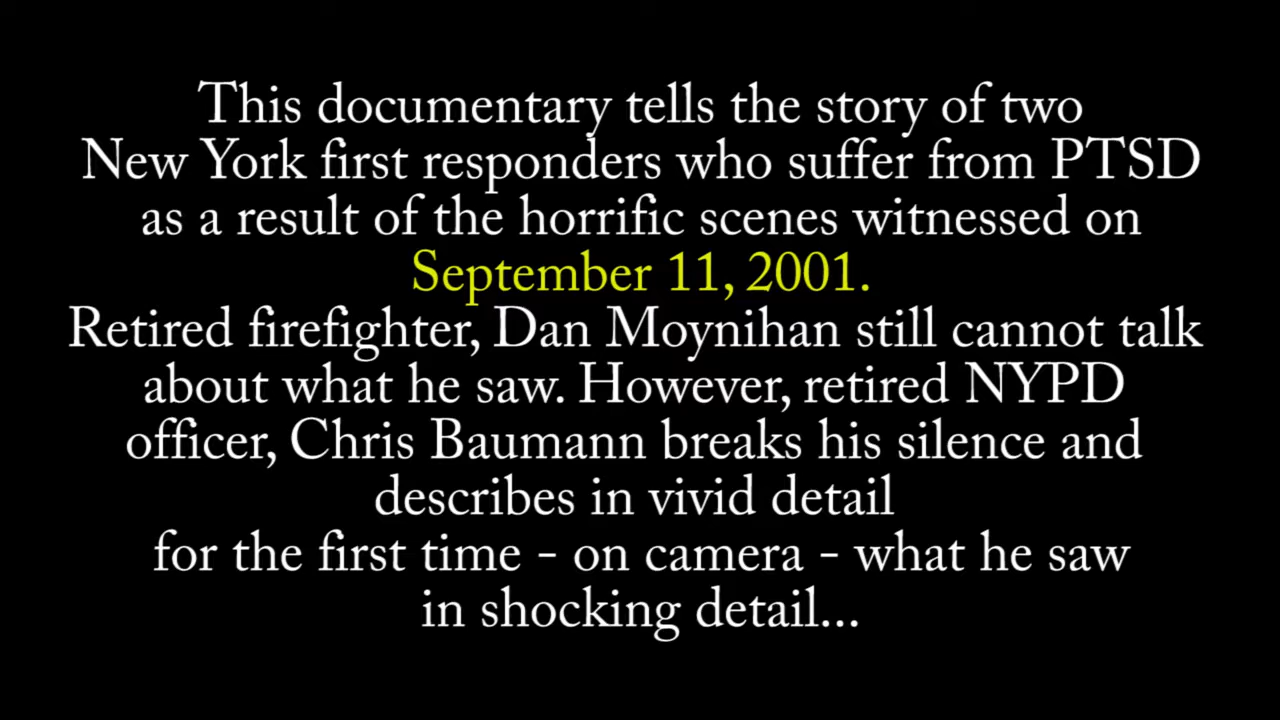 This documentary tells the story of two
New York first responders who suffer from PTSD
as a result of the horrific scenes witnessed on
September 11, 2001.
Retired firefighter, Dan Moynihan still cannot talk
about what he saw. However, retired NYPD
officer, Chris Baumann breaks his silence and
describes in vivid detail
for the first time - on camera - what he saw
in shocking detail...